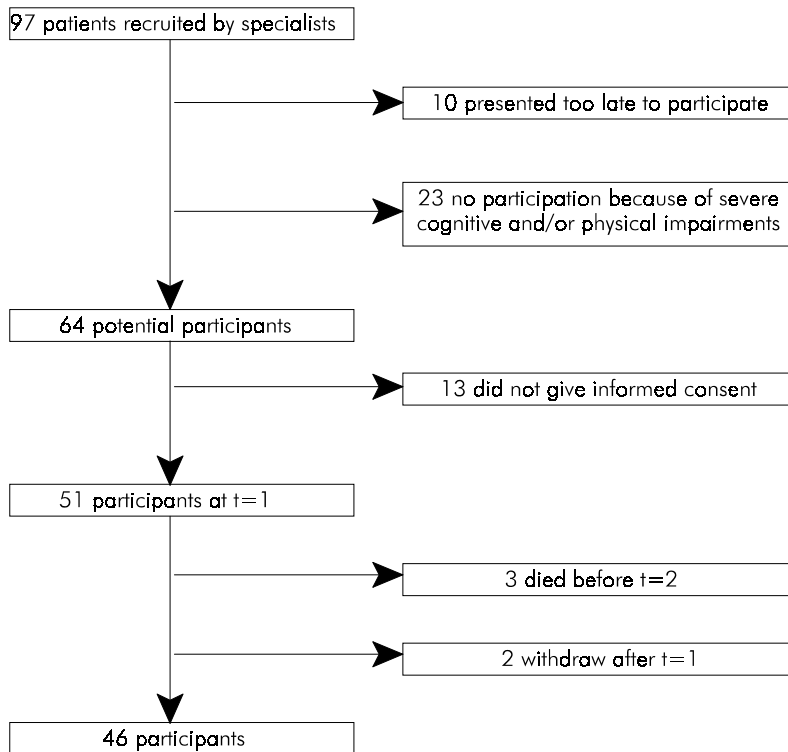 97 patients recruited by specialists
10 presented too late to participate
23 no participation because of severe
cognitive and/or physical impairments
64 potential participants
13 did not give informed consent
51 participants at t=1
3 died before t=2
2 withdraw after t=1
46 participants